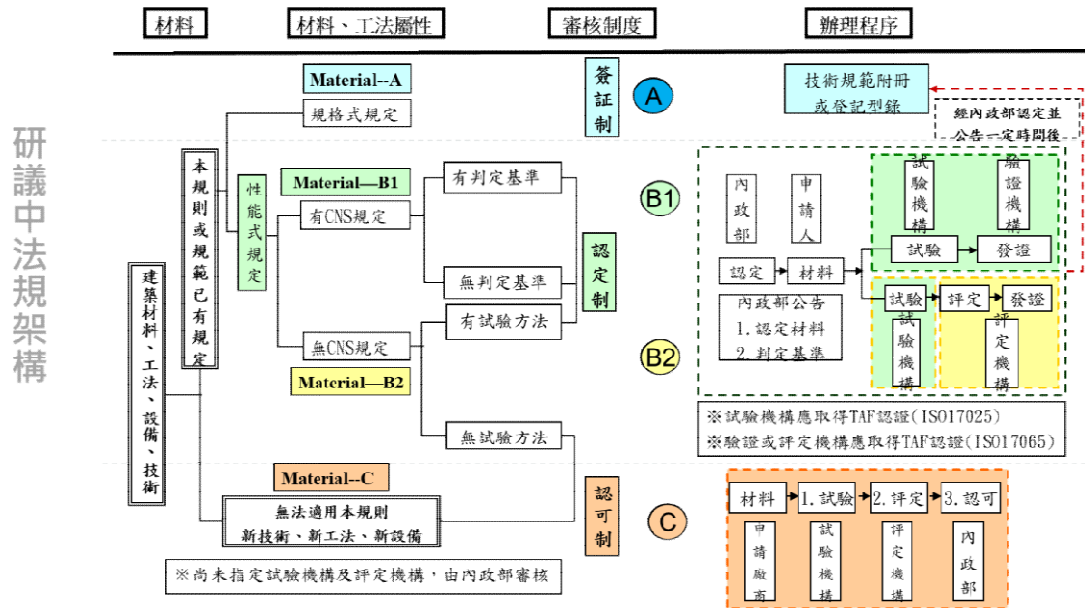 研議中法規架構
材料
材料、工法屬性
審核制度
辦理程序
建築材料、工法、設備、技術
本規則或規範已有規定
Material--A
規格式規定
性能式規定
Material—B1
有CNS規定
有判定基準
無判定基準
有試驗方法
無CNS規定
Material—B2
無試驗方法
Material--C
無法適用本規則
新技術、新工法、新設備
※尚未指定試驗機構及評定機構，由內政部審核
簽証制
認定制
認可制
A
B1
B2
C
技術規範附冊
或登記型錄
經內政部認定並
公告一定時間後
內政部
申請人
試驗機構
驗證機構
認定
材料
試驗
發證
內政部公告
1.認定材料
2.判定基準
試驗
評定
發證
試驗機構
評定機構
※試驗機構應取得TAF認證(ISO17025)
※驗證或評定機構應取得TAF認證(ISO17065)
材料
1.試驗
2.評定
3.認可
申請廠商
試驗機構
評定機構
內政部